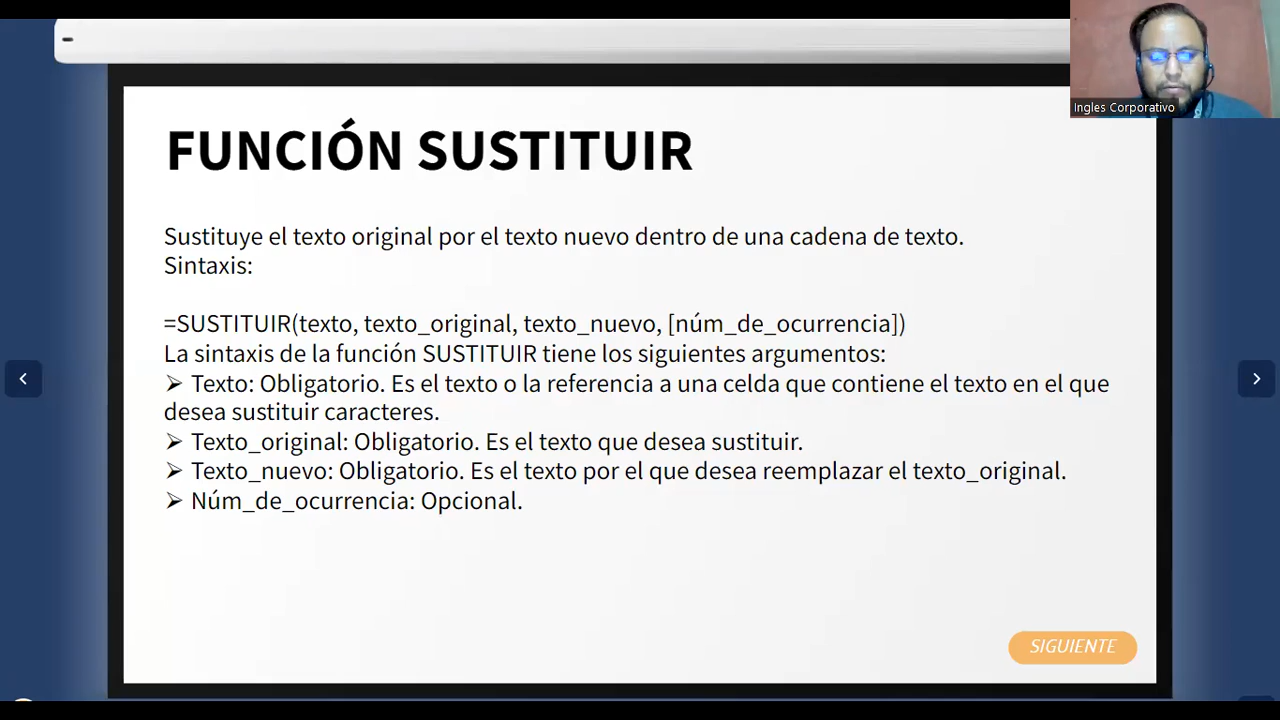 Ingles Corporativo
FUNCIÓN SUSTITUIR
Sustituye el texto original por el texto nuevo dentro de una cadena de texto.
Sintaxis:
=SUSTITUIR(texto, texto_original, texto_nuevo, [núm_de_ocurrencia])
La sintaxis de la función SUSTITUIR tiene los siguientes argumentos:
➢ Texto: Obligatorio. Es el texto o la referencia a una celda que contiene el texto en el que
desea sustituir caracteres.
➢ Texto_original: Obligatorio. Es el texto que desea sustituir.
➢ Texto_nuevo: Obligatorio. Es el texto por el que desea reemplazar el texto_original.
➢ Núm_de_ocurrencia: Opcional.
SIGUIENTE